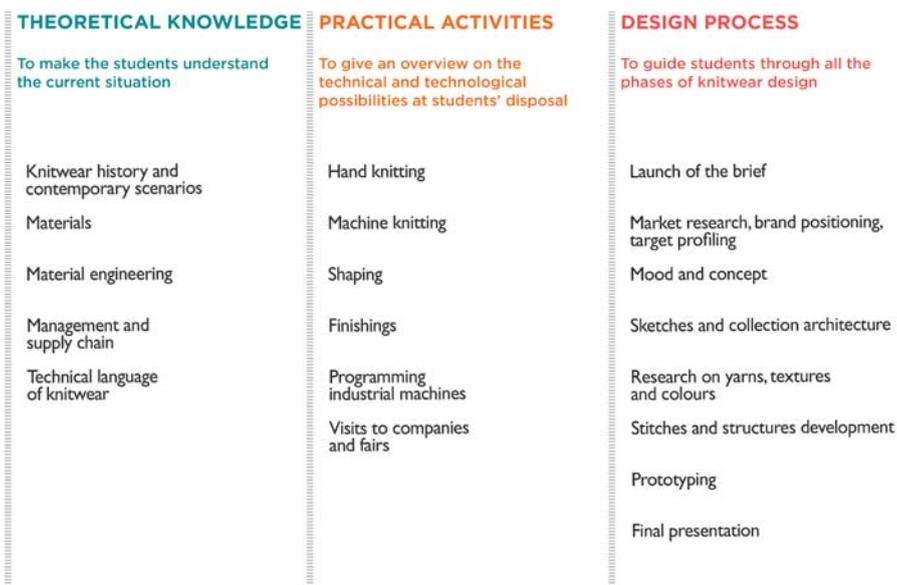 THEORETICAL KNOWLEDGE
To make the students understand
the current situation
Knitwear history and
contemporary scenarios
Materials
Material engineering
Management and
supply chain
Technical language
of knitwear
PRACTICAL ACTIVITIES
To give an overview on the
technical and technological
possibilities at students' disposal
Hand knitting
Machine knitting
Shaping
Finishings
Programming
industrial machines
Visits to companies
and fairs
DESIGN PROCESS
To guide students through all the
phases of knitwear design
Launch of the brief
Market research, brand positioning,
target profiling
Mood and concept
Sketches and collection architecture
Research on yarns, textures
and colours
Stitches and structures development
Prototyping
Final presentation